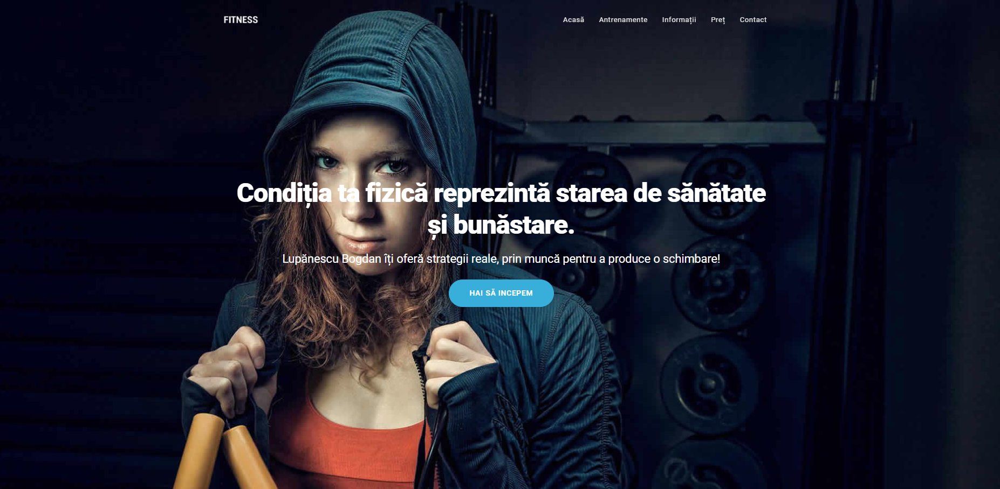 FITNESS
Acasă Antrenamente Informații Preț Contact
Condiția ta fizică reprezintă starea de sănătate
și bunăstare.
Lupănescu Bogdan îți oferă strategii reale, prin muncă pentru a produce o schimbare!
HAI SĂ INCEPEM